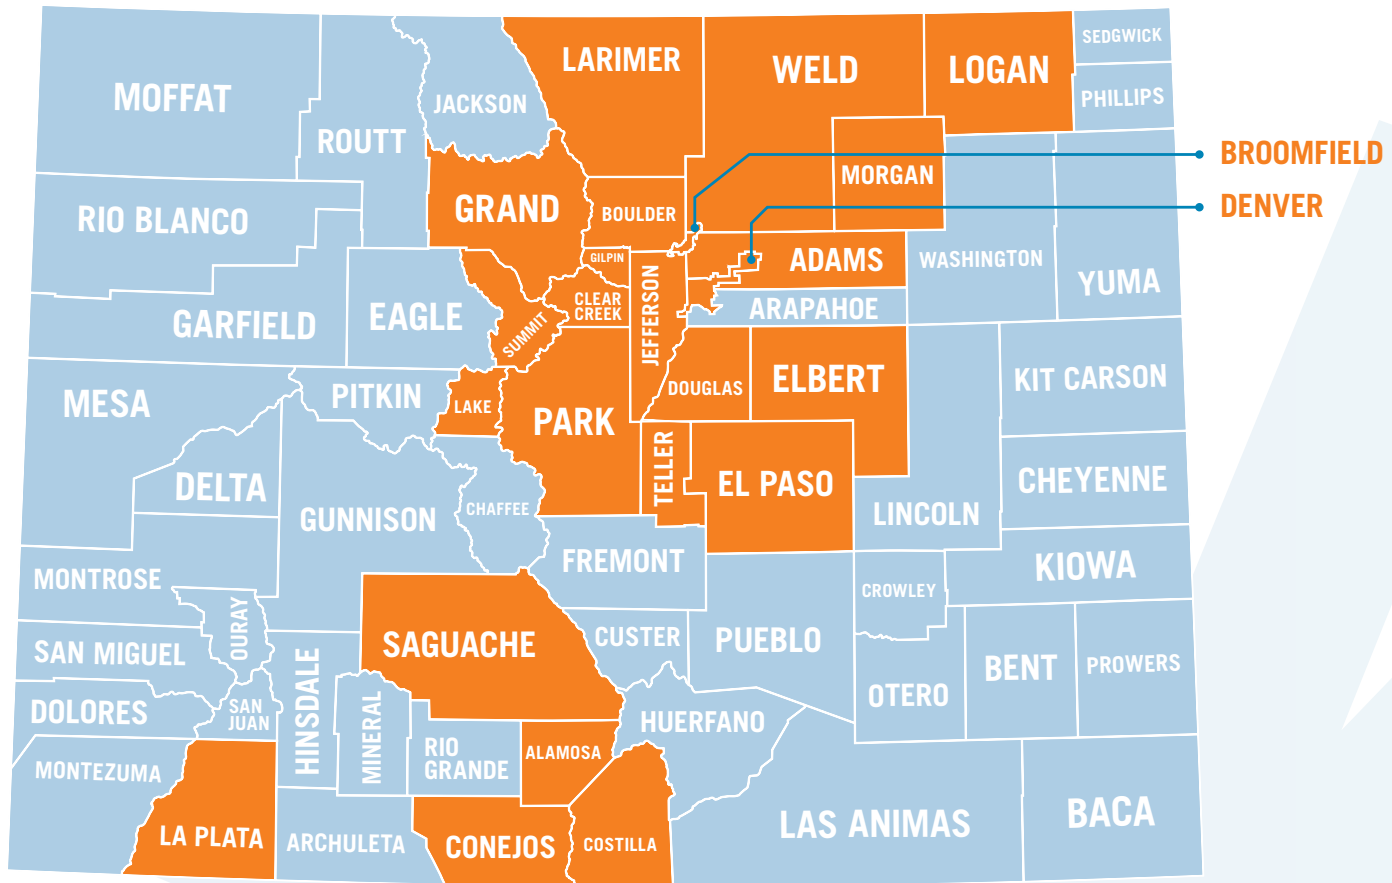 SEDGWICK
LARIMER
WELD
LOGAN
MOFFAT
JACKSON
PHILLIPS
ROUTT
BROOMFIELD
MORGAN
GRAND
BOULDER
DENVER
RIO BLANCO
GILPIN
ADAMS
WASHINGTON
YUMA
CLEAR
CREEK
ARAPAHOE
GARFIELD
EAGLE
SUMMIT
JEFFERSON
DOUGLAS
ELBERT
KIT CARSON
MESA
PITKIN
LAKE
PARK
TELLER
EL PASO
CHEYENNE
DELTA
GUNNISON
CHAFFEE
LINCOLN
FREMONT
KIOWA
MONTROSE
CROWLEY
OURAY
SAN MIGUEL
SAGUACHE
CUSTER
PUEBLO
BENT
PROWERS
HINSDALE
OTERO
DOLORES
SAN
JUAN
MINERAL
HUERFANO
RIO
GRANDE
ALAMOSA
MONTEZUMA
LA PLATA
ARCHULETA
CONEJOS
COSTILLA
LAS ANIMAS
BACA